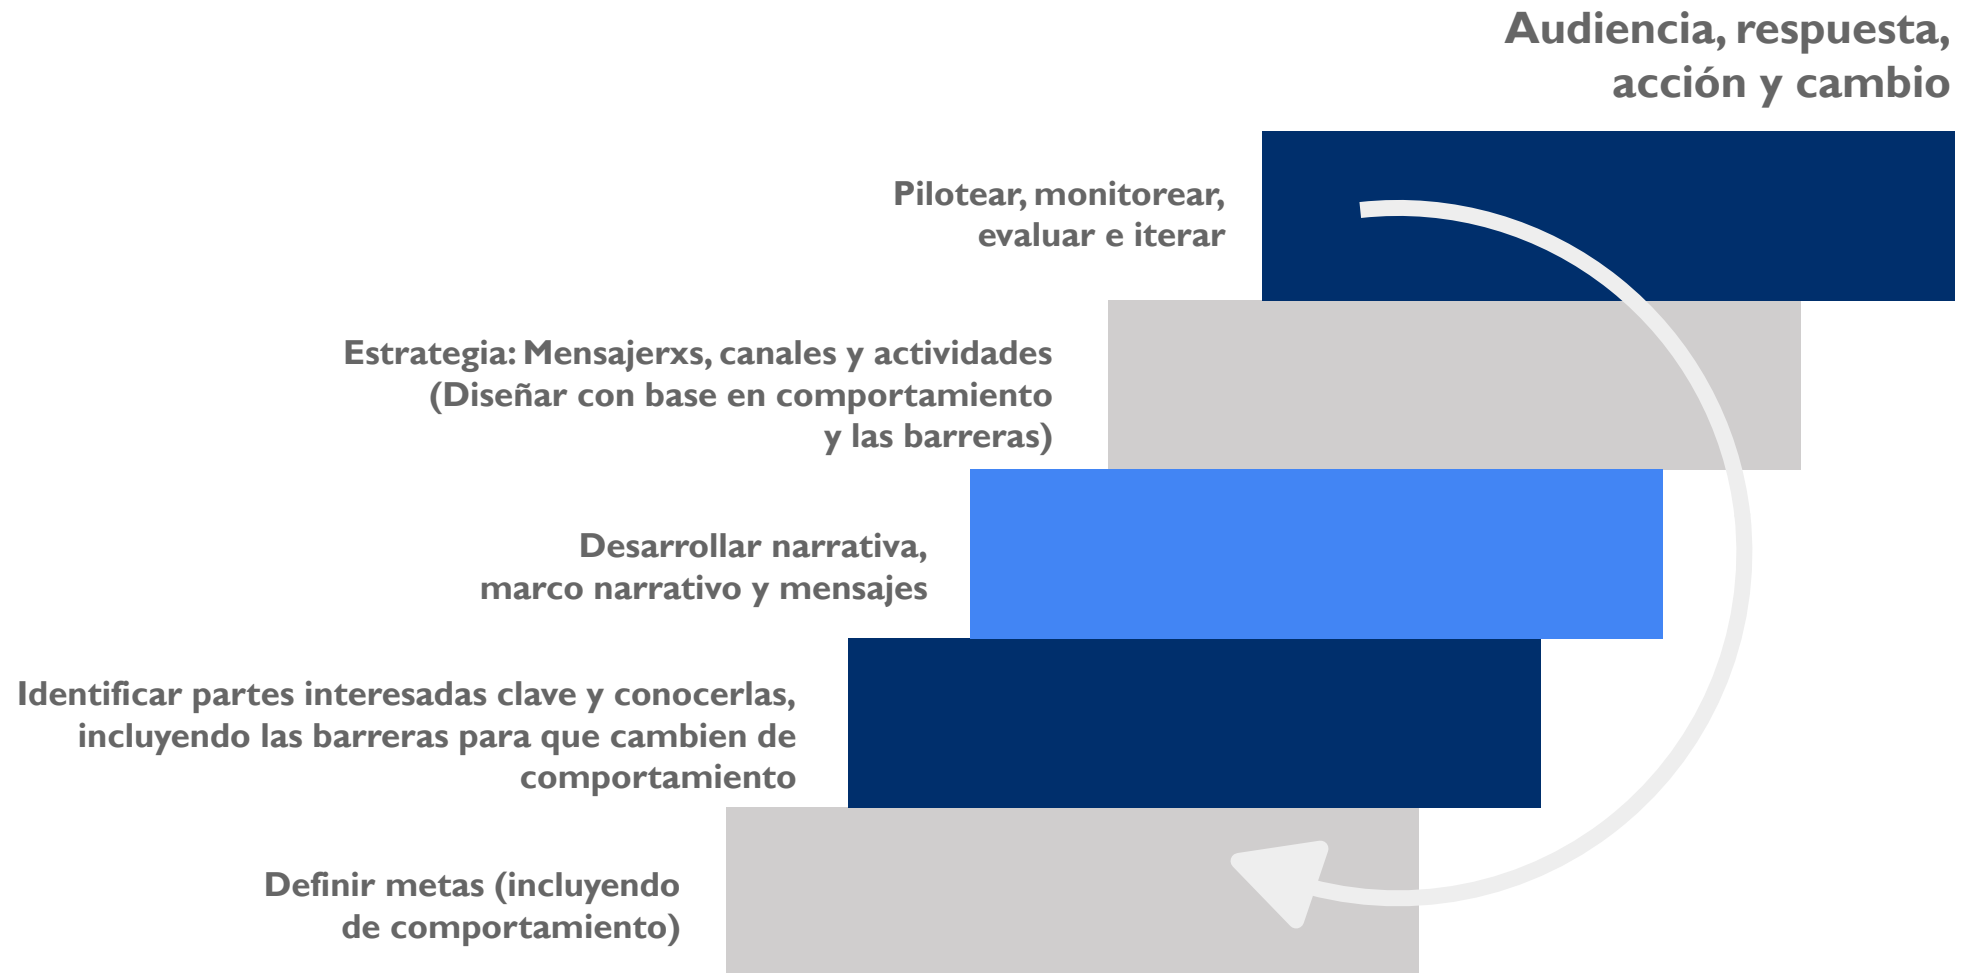 Audiencia, respuesta,
acción y cambio
Pilotear, monitorear,
evaluar e iterar
Estrategia: Mensajerxs, canales y actividades
(Diseñar con base en comportamiento
y las barreras)
Desarrollar narrativa,
marco narrativo y mensajes
Identificar partes interesadas clave y conocerlas,
incluyendo las barreras para que cambien de
comportamiento
Definir metas (incluyendo
de comportamiento)